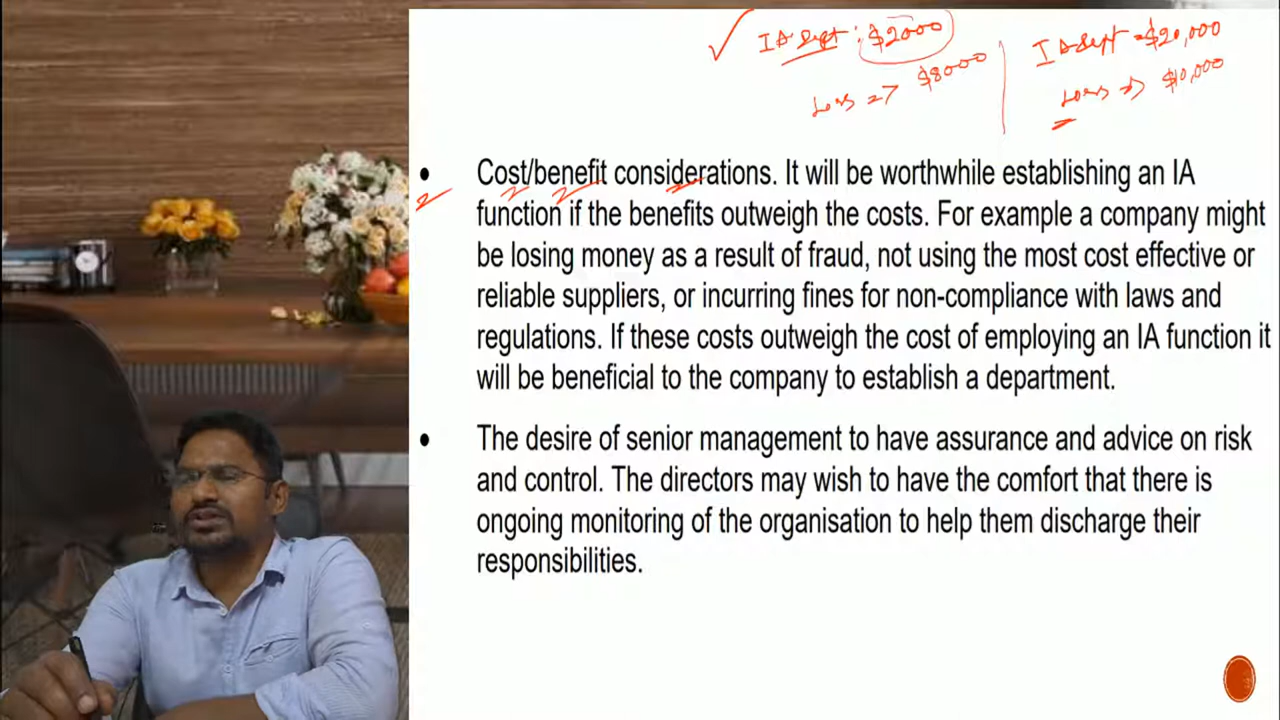 IA Dept : $2000
Loss => $8000
IA Dept = $20,000
Loss => $10,000
• Cost/benefit considerations. It will be worthwhile establishing an IA
function if the benefits outweigh the costs. For example a company might
be losing money as a result of fraud, not using the most cost effective or
reliable suppliers, or incurring fines for non-compliance with laws and
regulations. If these costs outweigh the cost of employing an IA function it
will be beneficial to the company to establish a department.
• The desire of senior management to have assurance and advice on risk
and control. The directors may wish to have the comfort that there is
ongoing monitoring of the organisation to help them discharge their
responsibilities.